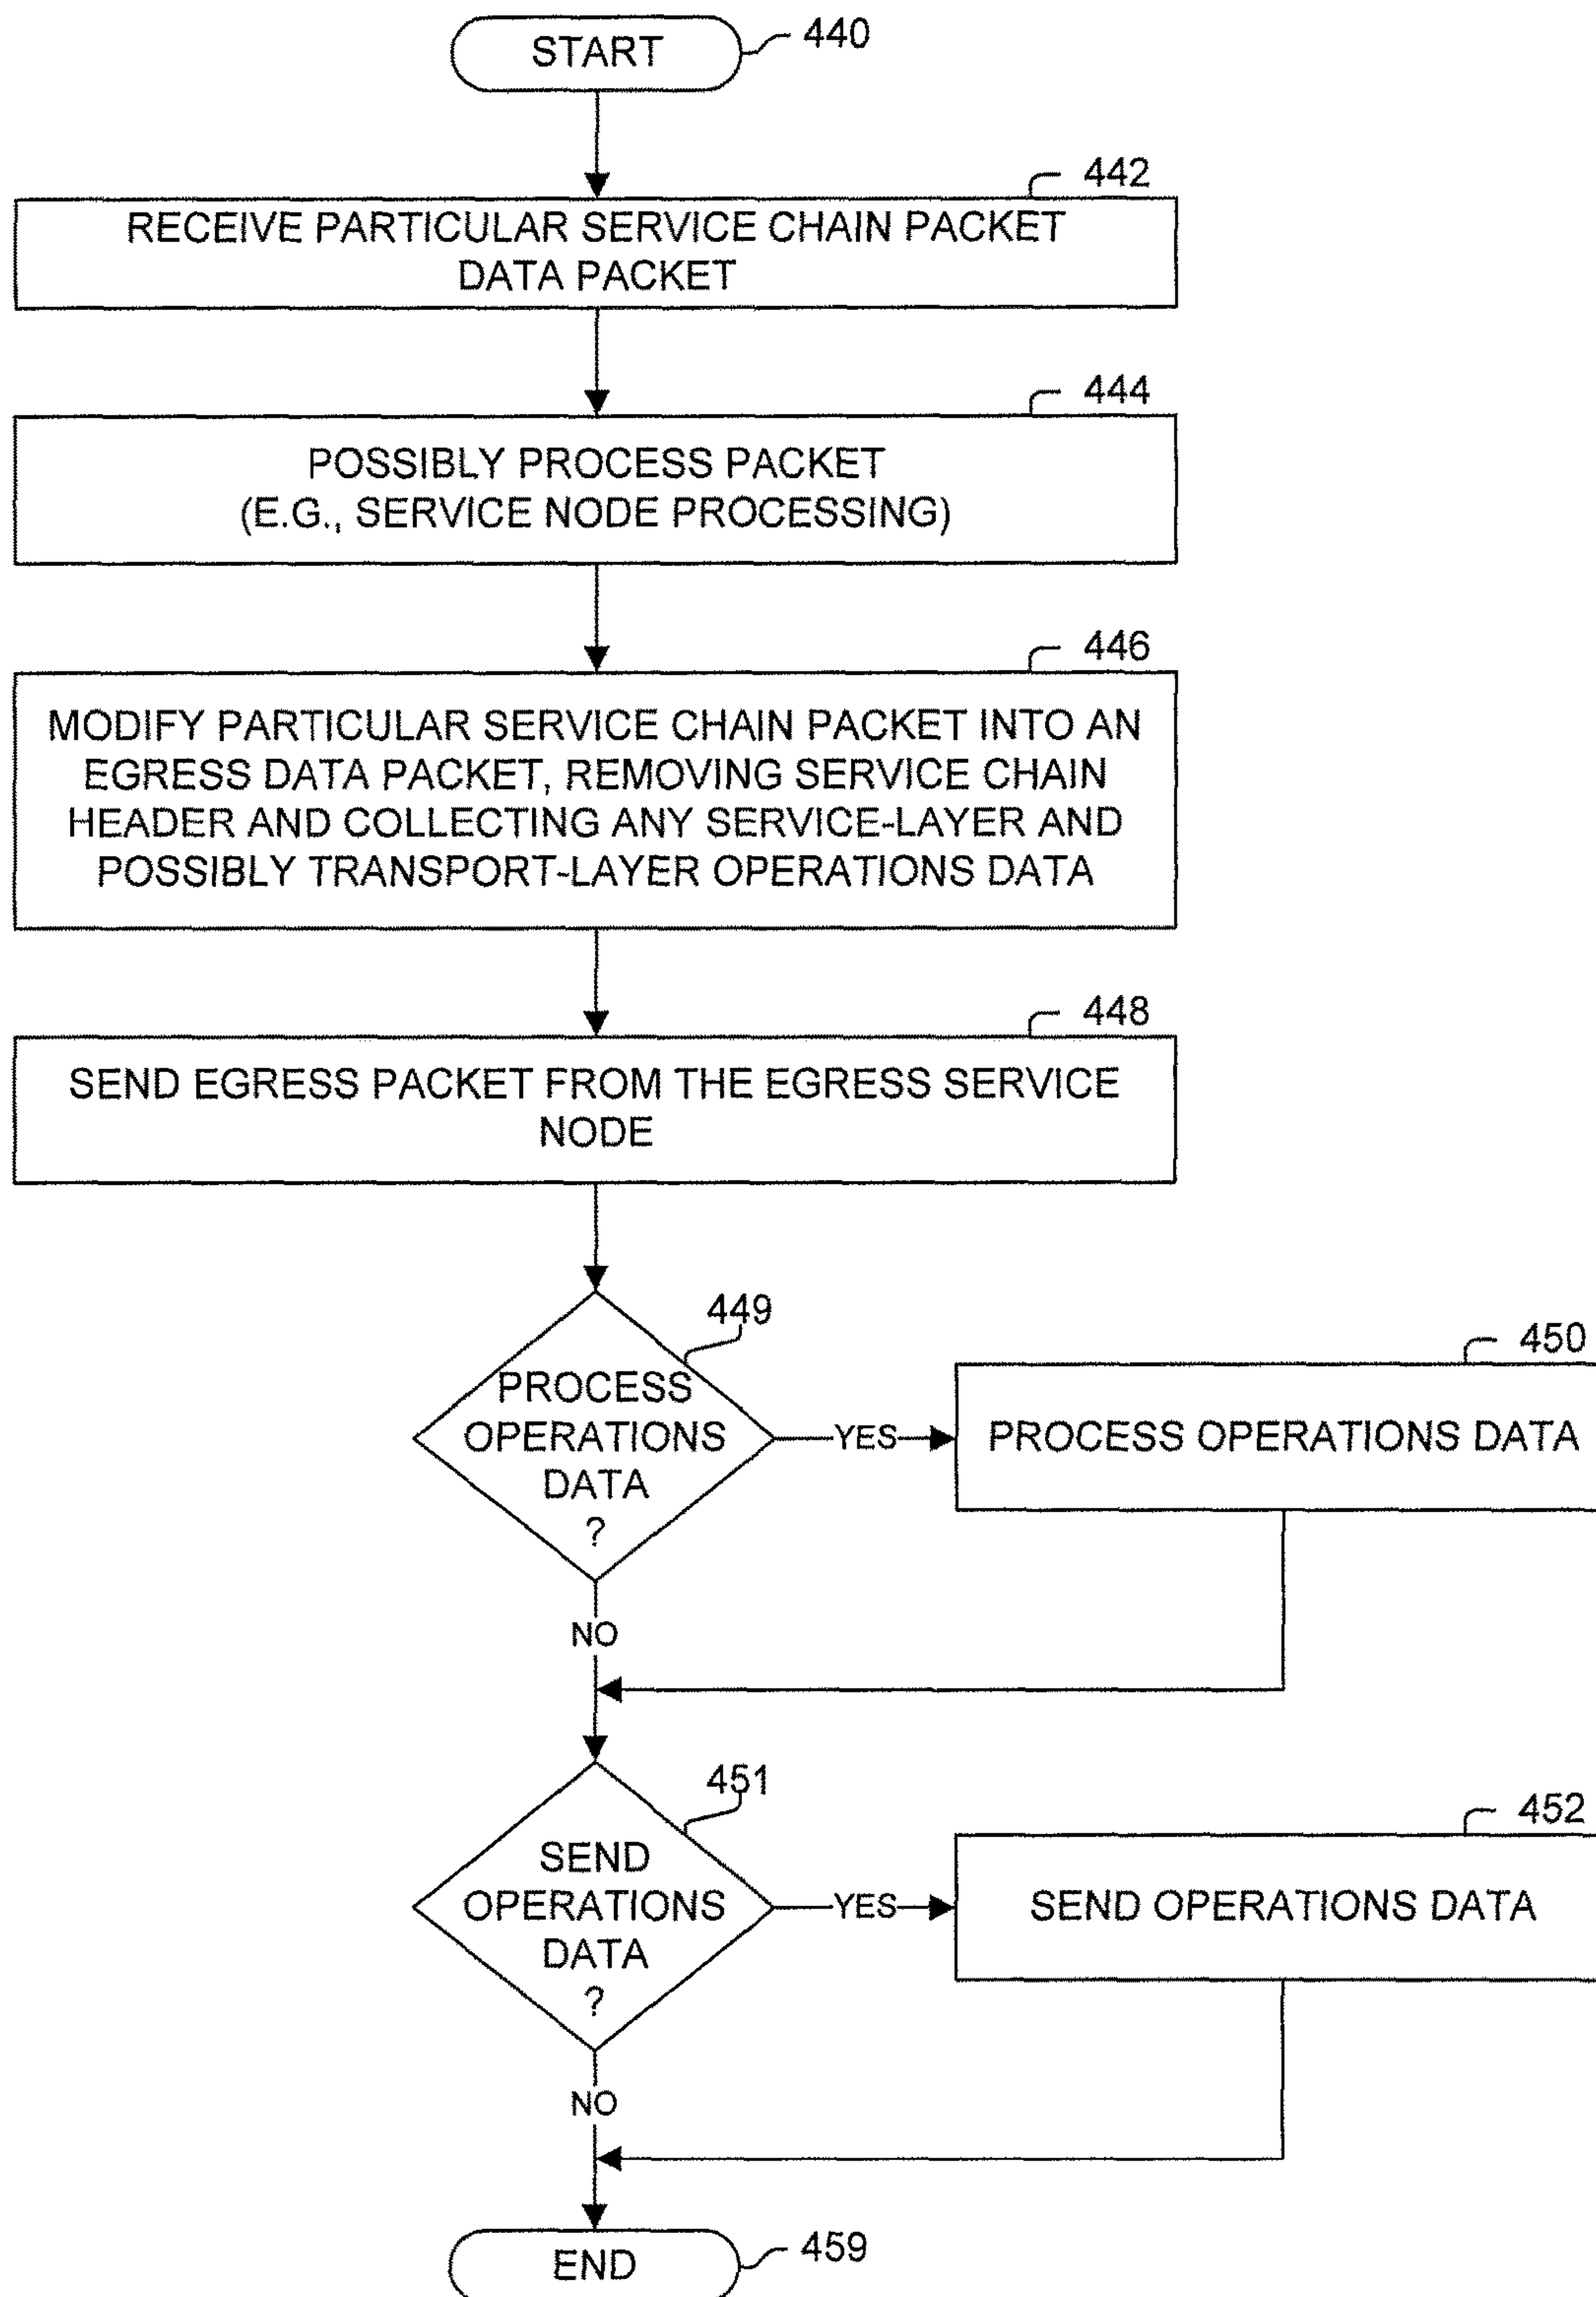 START
440
442
RECEIVE PARTICULAR SERVICE CHAIN PACKET
DATA PACKET
444
POSSIBLY PROCESS PACKET
(E.G., SERVICE NODE PROCESSING)
446
MODIFY PARTICULAR SERVICE CHAIN PACKET INTO AN
EGRESS DATA PACKET, REMOVING SERVICE CHAIN
HEADER AND COLLECTING ANY SERVICE-LAYER AND
POSSIBLY TRANSPORT-LAYER OPERATIONS DATA
448
SEND EGRESS PACKET FROM THE EGRESS SERVICE
NODE
449
PROCESS
OPERATIONS
DATA
?
YES
450
PROCESS OPERATIONS DATA
NO
451
SEND
OPERATIONS
DATA
?
YES
452
SEND OPERATIONS DATA
NO
END
459